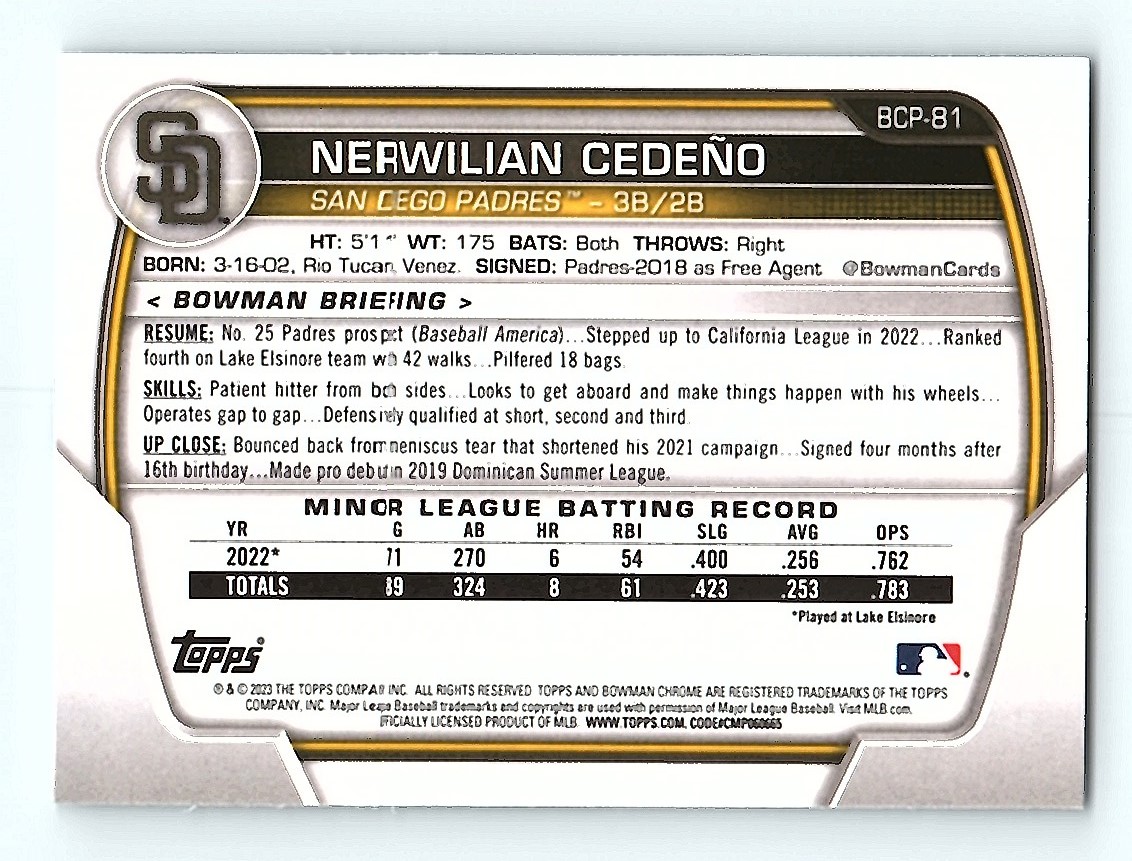 BCP-81
SD
NERWILIAN CEDEÑO
SAN DEGO PADRES™ - 3B/2B
HT: 5'1 " WT: 175 BATS: Both THROWS: Right
BORN: 3-16-02, Rio Tucan, Venez. SIGNED: Padres-2018 as Free Agent @BowmanCards
< BOWMAN BRIEFING >
RESUME: No. 25 Padres prospect (Baseball America)...Stepped up to California League in 2022...Ranked
fourth on Lake Elsinore team with 42 walks...Pilfered 18 bags.
SKILLS: Patient hitter from both sides...Looks to get aboard and make things happen with his wheels...
Operates gap to gap...Defensively qualified at short, second and third.
UP CLOSE: Bounced back from meniscus tear that shortened his 2021 campaign...Signed four months after
16th birthday...Made pro debut in 2019 Dominican Summer League.
MINOR LEAGUE BATTING RECORD
YR G AB HR RBI SLG AVG OPS
2022* 71 270 6 54 .400 .256 .762
TOTALS 89 324 8 61 .423 .253 .783
*Played at Lake Elsinore
Topps
® & © 2023 THE TOPPS COMPANY, INC. ALL RIGHTS RESERVED. TOPPS AND BOWMAN CHROME ARE REGISTERED TRADEMARKS OF THE TOPPS
COMPANY, INC. Major League Baseball trademarks and copyrights are used with permission of Major League Baseball. Visit MLB.com.
OFFICIALLY LICENSED PRODUCT OF MLB. WWW.TOPPS.COM. CODE#CMP060665